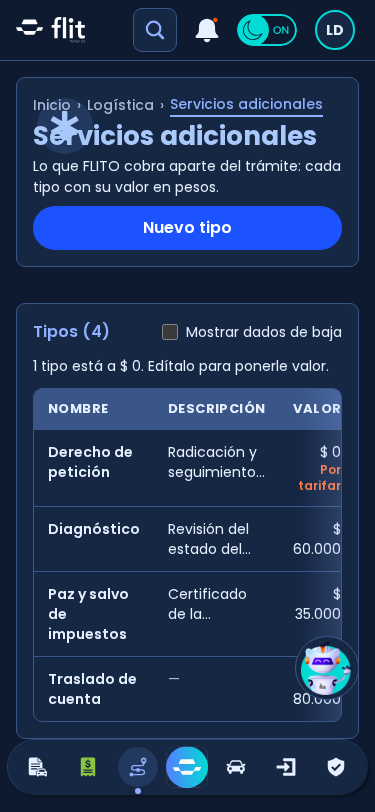 flit
ON
LD
Inicio › Logística › Servicios adicionales
Servicios adicionales
Lo que FLITO cobra aparte del trámite: cada
tipo con su valor en pesos.
Nuevo tipo
Tipos (4)
Mostrar dados de baja
1 tipo está a $ 0. Edítalo para ponerle valor.
NOMBRE DESCRIPCIÓN VALOR
Derecho de Radicación y $ 0
petición seguimiento... Por
tarifar
Diagnóstico Revisión del $
estado del... 60.000
Paz y salvo Certificado $
de de la... 35.000
impuestos
Traslado de —
cuenta 80.000